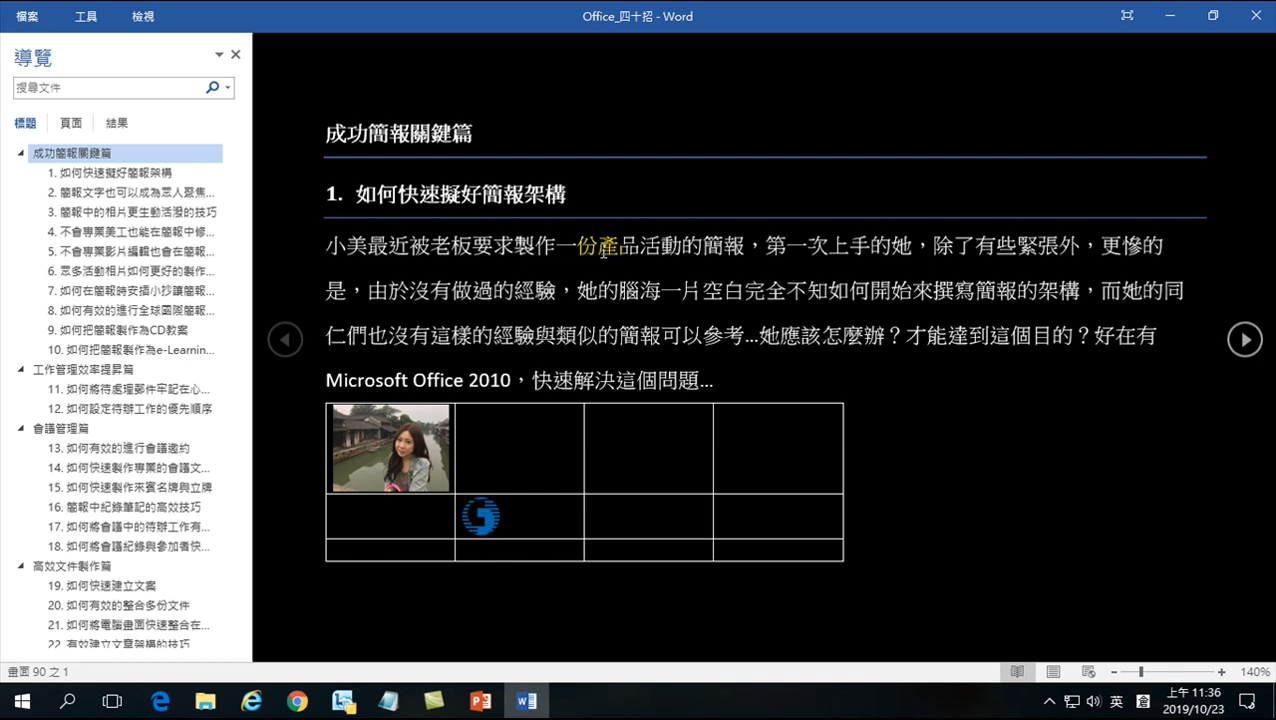 檔案 工具 檢視 Office_四十招 - Word
導覽
搜尋文件
標題 頁面 結果
成功簡報關鍵篇
1. 如何快速擬好簡報架構
2. 簡報文字也可以成為眾人聚焦...
3. 簡報中的相片更生動活潑的技巧
4. 不會專業美工也能在簡報中修...
5. 不會專業影片編輯也會在簡報...
6. 眾多活動相片如何更好的製作...
7. 如何在簡報時安插小抄讓簡報...
8. 如何有效的進行全球國際簡報...
9. 如何把簡報製作為CD教案
10. 如何把簡報製作為e-Learnin...
工作管理效率提昇篇
11. 如何將待處理郵件牢記在心...
12. 如何設定待辦工作的優先順序
會議管理篇
13. 如何有效的進行會議邀約
14. 如何快速製作專業的會議文...
15. 如何快速製作來賓名牌與立牌
16. 簡報中紀錄筆記的高效技巧
17. 如何將會議中的待辦工作有...
18. 如何將會議紀錄與參加者快...
高效文件製作篇
19. 如何快速建立文案
20. 如何有效的整合多份文件
21. 如何將電腦畫面快速整合在...
22. 有效建立文章架構的技巧
成功簡報關鍵篇
1. 如何快速擬好簡報架構
小美最近被老板要求製作一份產品活動的簡報，第一次上手的她，除了有些緊張外，更慘的
是，由於沒有做過的經驗，她的腦海一片空白完全不知如何開始來撰寫簡報的架構，而她的同
仁們也沒有這樣的經驗與類似的簡報可以參考...她應該怎麼辦？才能達到這個目的？好在有
Microsoft Office 2010，快速解決這個問題...
畫面 90 之 1 140%
英 上午 11:36
2019/10/23